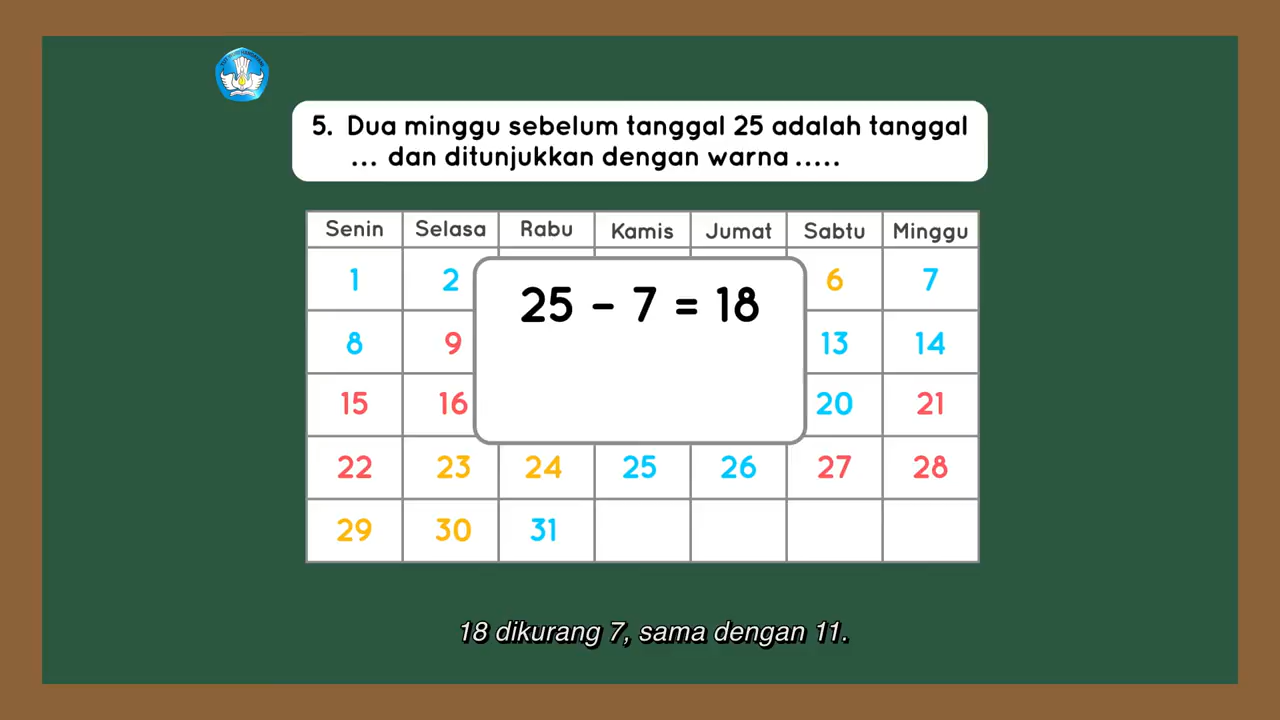 5. Dua minggu sebelum tanggal 25 adalah tanggal
... dan ditunjukkan dengan warna .....
Senin Selasa Rabu Kamis Jumat Sabtu Minggu
1 2 6 7
25 - 7 = 18
8 9 13 14
15 16 20 21
22 23 24 25 26 27 28
29 30 31
18 dikurang 7, sama dengan 11.